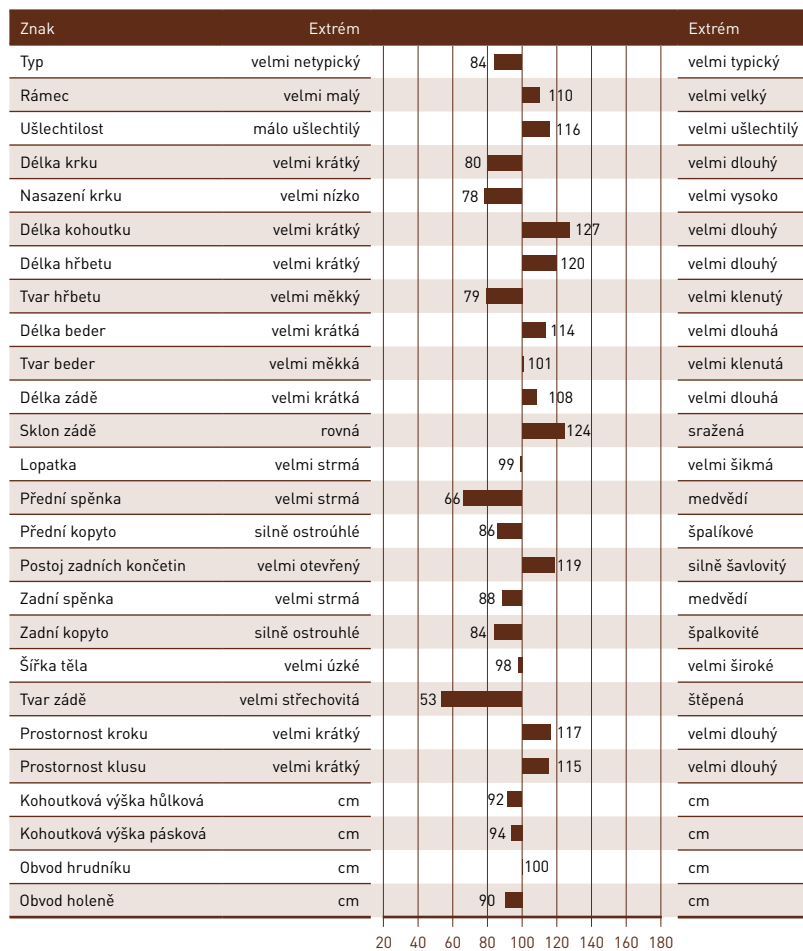 Znak Extrém Extrém
Typ velmi netypický 84 velmi typický
Rámec velmi malý 110 velmi velký
Ušlechtilost málo ušlechtilý 116 velmi ušlechtilý
Délka krku velmi krátký 80 velmi dlouhý
Nasazení krku velmi nízko 78 velmi vysoko
Délka kohoutku velmi krátký 127 velmi dlouhý
Délka hřbetu velmi krátký 120 velmi dlouhý
Tvar hřbetu velmi měkký 79 velmi klenutý
Délka beder velmi krátká 114 velmi dlouhá
Tvar beder velmi měkká 101 velmi klenutá
Délka zádě velmi krátká 108 velmi dlouhá
Sklon zádě rovná 124 sražená
Lopatka velmi strmá 99 velmi šikmá
Přední spěnka velmi strmá 66 medvědí
Přední kopyto silně ostroúhlé 86 špalíkové
Postoj zadních končetin velmi otevřený 119 silně šavlovitý
Zadní spěnka velmi strmá 88 medvědí
Zadní kopyto silně ostrouhlé 84 špalkovité
Šířka těla velmi úzké 98 velmi široké
Tvar zádě velmi střechovitá 53 štěpená
Prostornost kroku velmi krátký 117 velmi dlouhý
Prostornost klusu velmi krátký 115 velmi dlouhý
Kohoutková výška hůlková cm 92 cm
Kohoutková výška pásková cm 94 cm
Obvod hrudníku cm 100 cm
Obvod holeně cm 90 cm
20 40 60 80 100 120 140 160 180